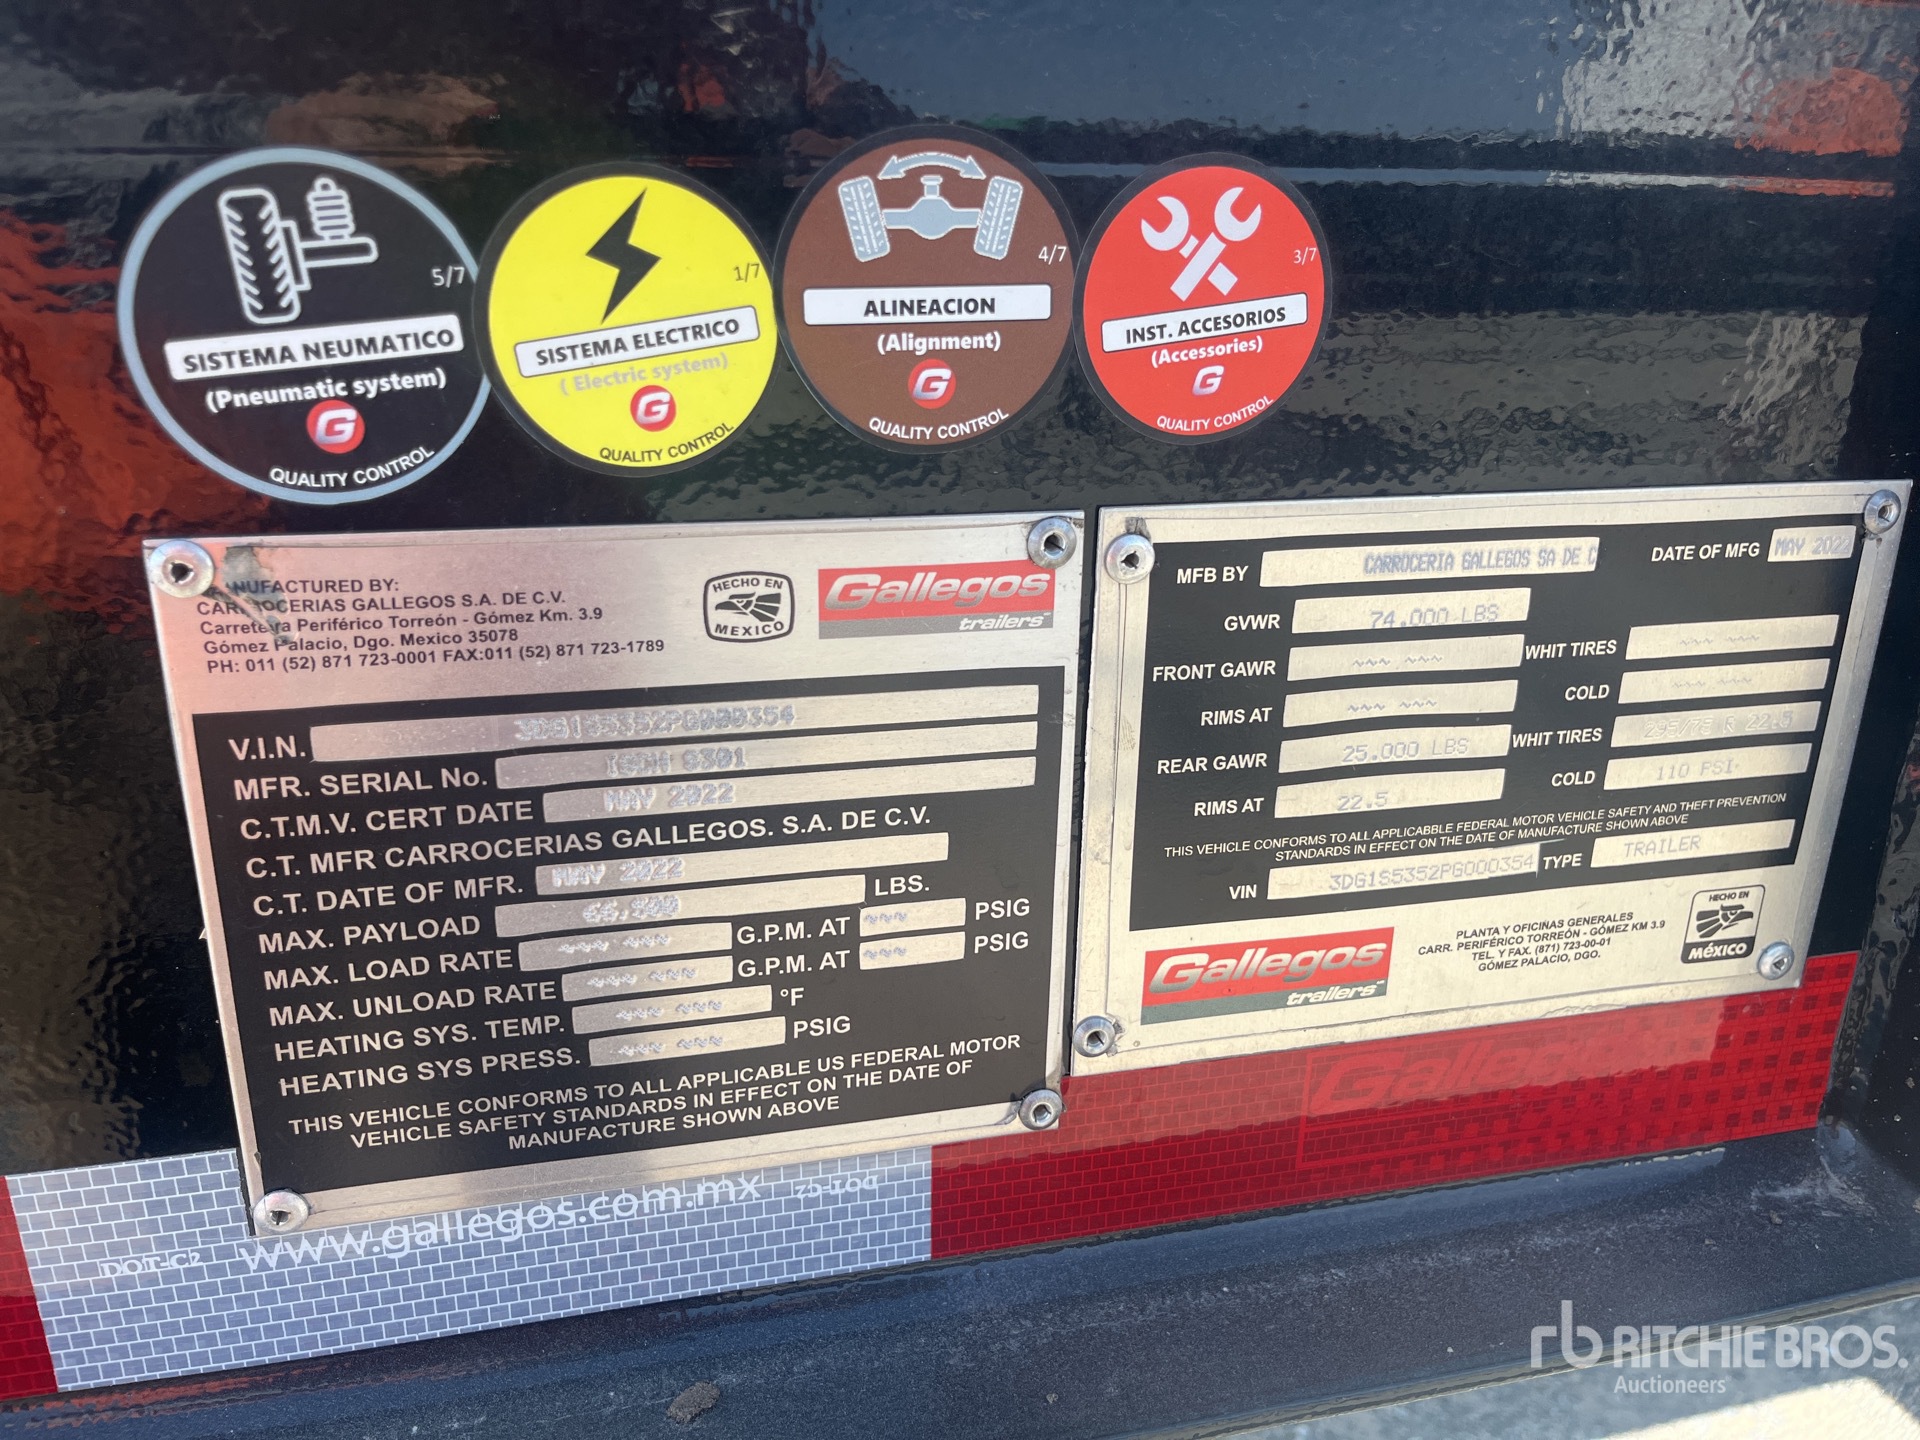 5/7
SISTEMA NEUMATICO
(Pneumatic system)
G
QUALITY CONTROL
1/7
SISTEMA ELECTRICO
( Electric system)
G
QUALITY CONTROL
4/7
ALINEACION
(Alignment)
G
QUALITY CONTROL
3/7
INST. ACCESORIOS
(Accessories)
G
QUALITY CONTROL
MANUFACTURED BY:
CARROCERIAS GALLEGOS S.A. DE C.V.
Carretera Periférico Torreón - Gómez Km. 3.9
Gómez Palacio, Dgo. Mexico 35078
PH: 011 (52) 871 723-0001 FAX:011 (52) 871 723-1789
HECHO EN
MEXICO
Gallegos
trailers
V.I.N. 3DG1S5352PG000354
MFR. SERIAL No. 9301
C.T.M.V. CERT DATE MAY 2022
C.T. MFR CARROCERIAS GALLEGOS. S.A. DE C.V.
C.T. DATE OF MFR. MAY 2022
MAX. PAYLOAD 66.500 LBS.
MAX. LOAD RATE ~~~ ~~~ G.P.M. AT ~~~ PSIG
MAX. UNLOAD RATE ~~~ ~~~ G.P.M. AT ~~~ PSIG
HEATING SYS. TEMP. ~~~ ~~~ °F
HEATING SYS PRESS. ~~~ ~~~ PSIG
THIS VEHICLE CONFORMS TO ALL APPLICABLE US FEDERAL MOTOR
VEHICLE SAFETY STANDARDS IN EFFECT ON THE DATE OF
MANUFACTURE SHOWN ABOVE
MFB BY CARROCERIA GALLEGOS SA DE C DATE OF MFG MAY 2022
GVWR 74.000 LBS
FRONT GAWR ~~~ ~~~ WHIT TIRES ~~~ ~~~
RIMS AT ~~~ ~~~ COLD ~~~ ~~~
REAR GAWR 25.000 LBS WHIT TIRES 295/75 R 22.5
RIMS AT 22.5 COLD 110 PSI.
THIS VEHICLE CONFORMS TO ALL APPLICABBLE FEDERAL MOTOR VEHICLE SAFETY AND THEFT PREVENTION
STANDARDS IN EFFECT ON THE DATE OF MANUFACTURE SHOWN ABOVE
VIN 3DG1S5352PG000354 TYPE TRAILER
Gallegos
trailers
PLANTA Y OFICINAS GENERALES
CARR. PERIFÉRICO TORREÓN - GÓMEZ KM 3.9
TEL. Y FAX. (871) 723-00-01
GÓMEZ PALACIO, DGO.
HECHO EN
MÉXICO
Gallegos
DOT-C2 www.gallegos.com.mx DOT-C2
rb RITCHIE BROS.
Auctioneers